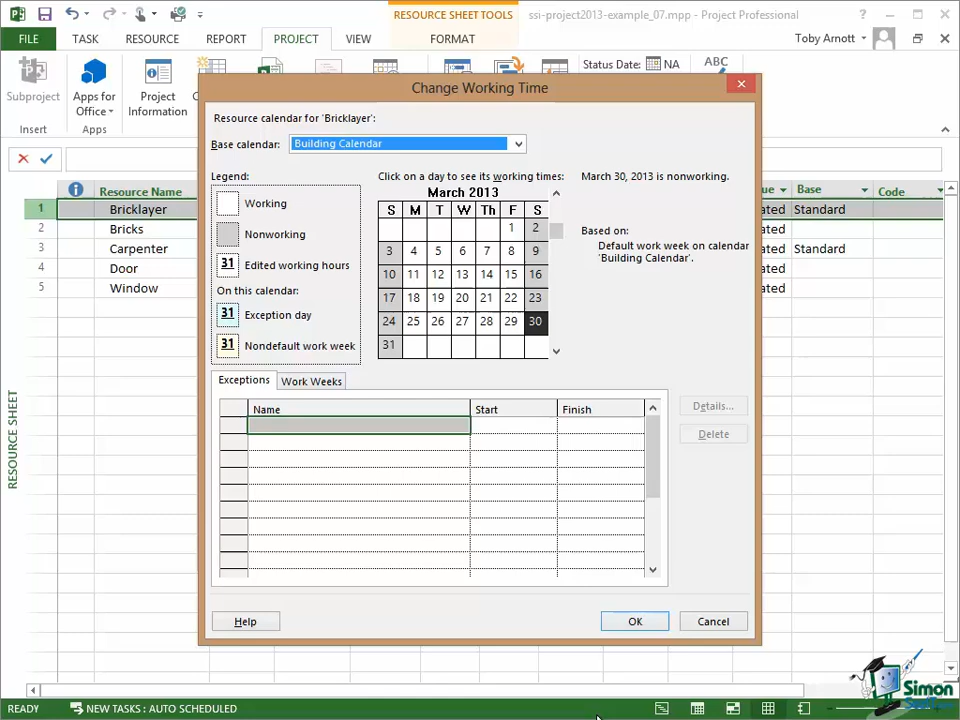 RESOURCE SHEET TOOLS
ssi-project2013-example_07.mpp - Project Professional
FILE
TASK
RESOURCE
REPORT
PROJECT
VIEW
FORMAT
Toby Arnott
Subproject
Apps for
Office
Project
Information
Status Date:
NA
ABC
Insert
Apps
Change Working Time
Resource calendar for 'Bricklayer':
Base calendar:
Building Calendar
Legend:
Working
Nonworking
31
Edited working hours
On this calendar:
31
Exception day
31
Nondefault work week
Click on a day to see its working times:
March 2013
S M T W Th F S
1 2
3 4 5 6 7 8 9
10 11 12 13 14 15 16
17 18 19 20 21 22 23
24 25 26 27 28 29 30
31
March 30, 2013 is nonworking.
Based on:
Default work week on calendar
'Building Calendar'.
Exceptions
Work Weeks
Name
Start
Finish
Details...
Delete
Help
OK
Cancel
Resource Name
Base
Code
1 Bricklayer
Standard
2 Bricks
3 Carpenter
Standard
4 Door
5 Window
RESOURCE SHEET
READY
NEW TASKS : AUTO SCHEDULED
Simon